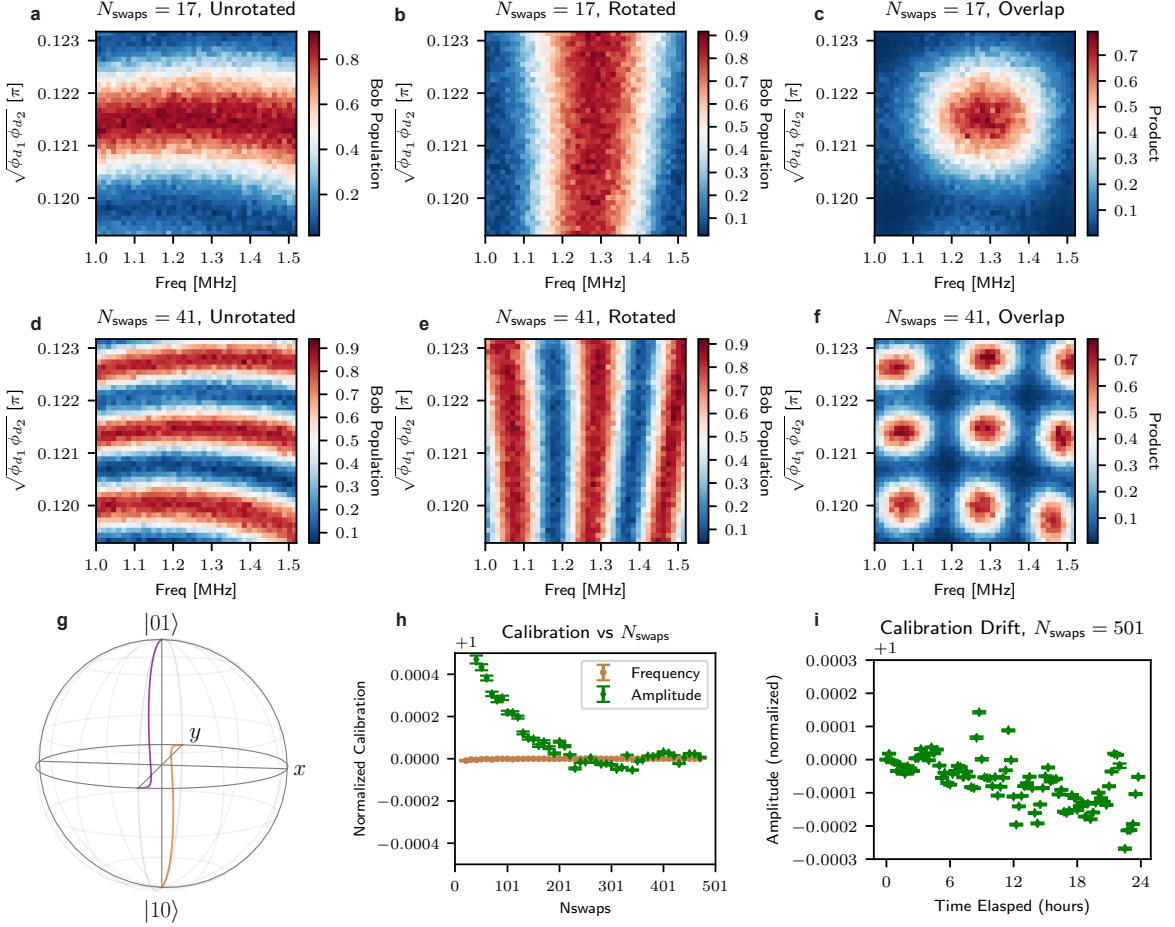 a
N_swaps = 17, Unrotated
0.123
0.122
0.121
0.120
√ϕ_d₁ϕ_d₂ [π]
1.0 1.1 1.2 1.3 1.4 1.5
Freq [MHz]
0.8
0.6
0.4
0.2
Bob Population
b
N_swaps = 17, Rotated
0.123
0.122
0.121
0.120
√ϕ_d₁ϕ_d₂ [π]
1.0 1.1 1.2 1.3 1.4 1.5
Freq [MHz]
0.9
0.8
0.7
0.6
0.5
0.4
0.3
0.2
0.1
Bob Population
c
N_swaps = 17, Overlap
0.123
0.122
0.121
0.120
√ϕ_d₁ϕ_d₂ [π]
1.0 1.1 1.2 1.3 1.4 1.5
Freq [MHz]
0.7
0.6
0.5
0.4
0.3
0.2
0.1
Product
d
N_swaps = 41, Unrotated
0.123
0.122
0.121
0.120
√ϕ_d₁ϕ_d₂ [π]
1.0 1.1 1.2 1.3 1.4 1.5
Freq [MHz]
0.9
0.8
0.7
0.6
0.5
0.4
0.3
0.2
0.1
Bob Population
e
N_swaps = 41, Rotated
0.123
0.122
0.121
0.120
√ϕ_d₁ϕ_d₂ [π]
1.0 1.1 1.2 1.3 1.4 1.5
Freq [MHz]
0.9
0.8
0.7
0.6
0.5
0.4
0.3
0.2
0.1
Bob Population
f
N_swaps = 41, Overlap
0.123
0.122
0.121
0.120
√ϕ_d₁ϕ_d₂ [π]
1.0 1.1 1.2 1.3 1.4 1.5
Freq [MHz]
0.7
0.6
0.5
0.4
0.3
0.2
0.1
Product
g
|01⟩
y
x
|10⟩
h
Calibration vs N_swaps
+1
0.0004
0.0002
0.0000
−0.0002
−0.0004
Normalized Calibration
Frequency
Amplitude
0 101 201 301 401 501
Nswaps
i
Calibration Drift, N_swaps = 501
+1
0.0003
0.0002
0.0001
0.0000
−0.0001
−0.0002
−0.0003
Amplitude (normalized)
0 6 12 18 24
Time Elasped (hours)